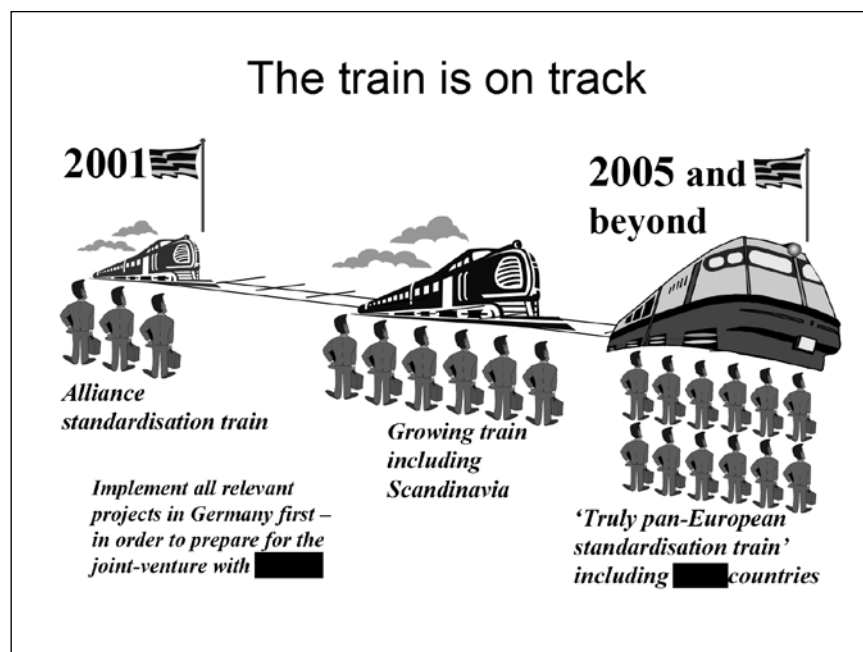 The train is on track
2001
2005 and
beyond
Alliance
standardisation train
Growing train
including
Scandinavia
Implement all relevant
projects in Germany first –
in order to prepare for the
joint-venture with
‘Truly pan-European
standardisation train’
including countries